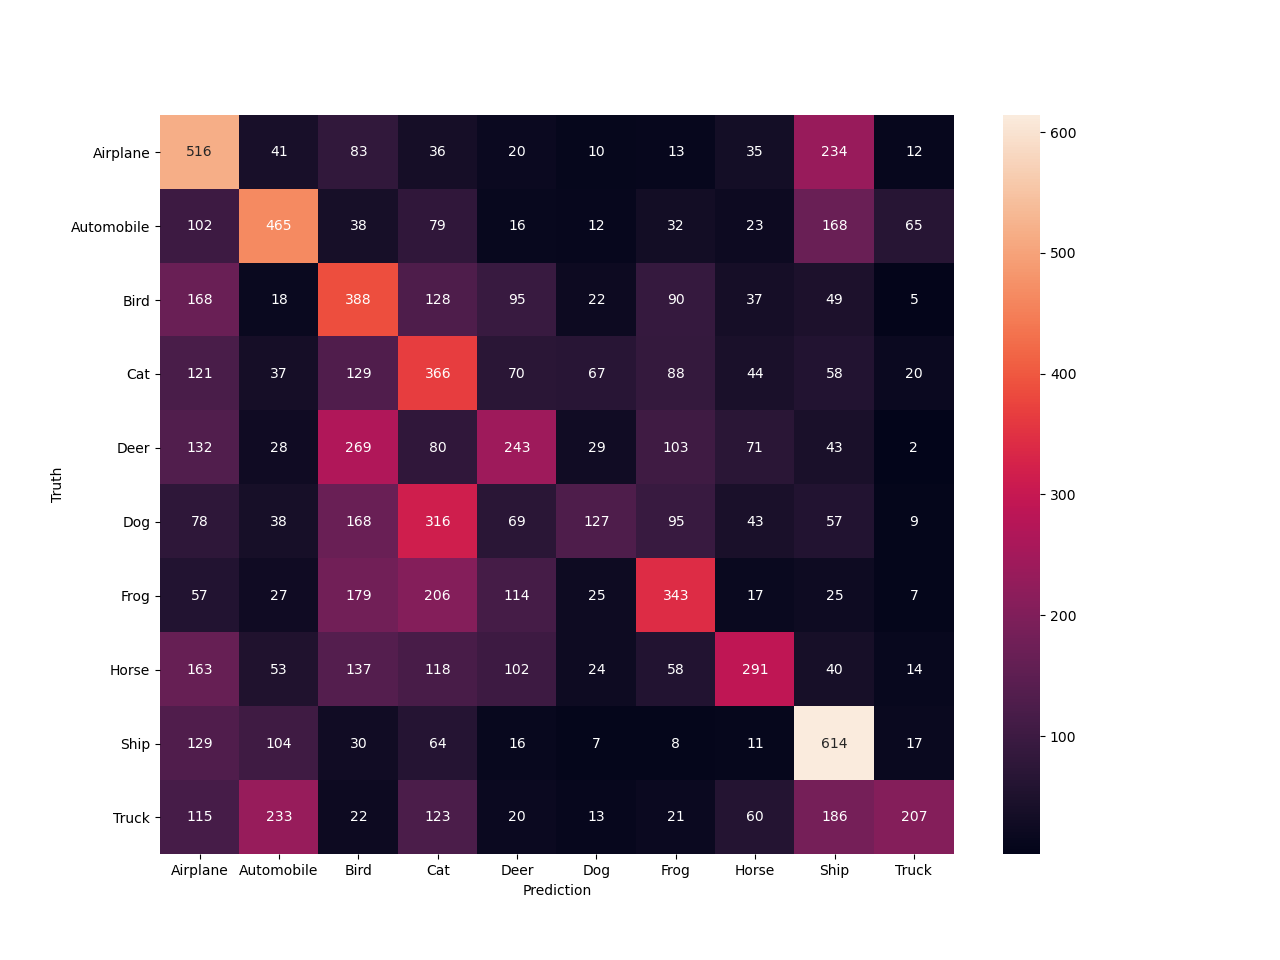 Airplane 516 41 83 36 20 10 13 35 234 12
Automobile 102 465 38 79 16 12 32 23 168 65
Bird 168 18 388 128 95 22 90 37 49 5
Cat 121 37 129 366 70 67 88 44 58 20
Deer 132 28 269 80 243 29 103 71 43 2
Dog 78 38 168 316 69 127 95 43 57 9
Frog 57 27 179 206 114 25 343 17 25 7
Horse 163 53 137 118 102 24 58 291 40 14
Ship 129 104 30 64 16 7 8 11 614 17
Truck 115 233 22 123 20 13 21 60 186 207
Airplane Automobile Bird Cat Deer Dog Frog Horse Ship Truck
Prediction
Truth
600
500
400
300
200
100